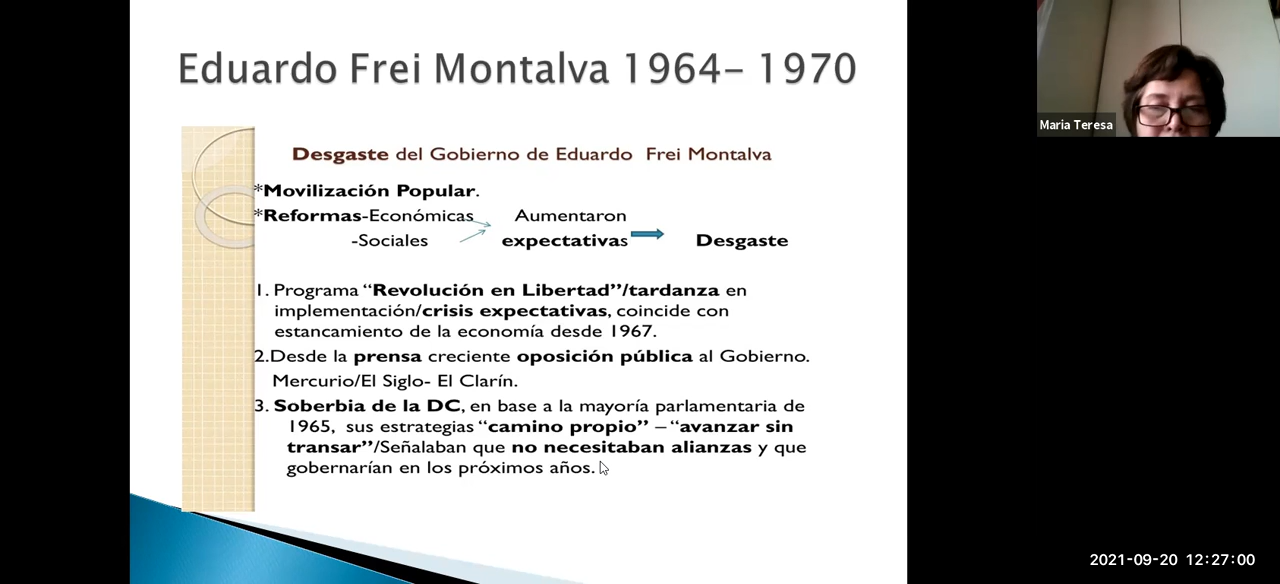 Eduardo Frei Montalva 1964– 1970
Maria Teresa
Desgaste del Gobierno de Eduardo Frei Montalva
*Movilización Popular.
*Reformas-Económicas Aumentaron
-Sociales expectativas Desgaste
1. Programa “Revolución en Libertad”/tardanza en
implementación/crisis expectativas, coincide con
estancamiento de la economía desde 1967.
2.Desde la prensa creciente oposición pública al Gobierno.
Mercurio/El Siglo- El Clarín.
3. Soberbia de la DC, en base a la mayoría parlamentaria de
1965, sus estrategias “camino propio” – “avanzar sin
transar”/Señalaban que no necesitaban alianzas y que
gobernarían en los próximos años.
2021-09-20 12:27:00